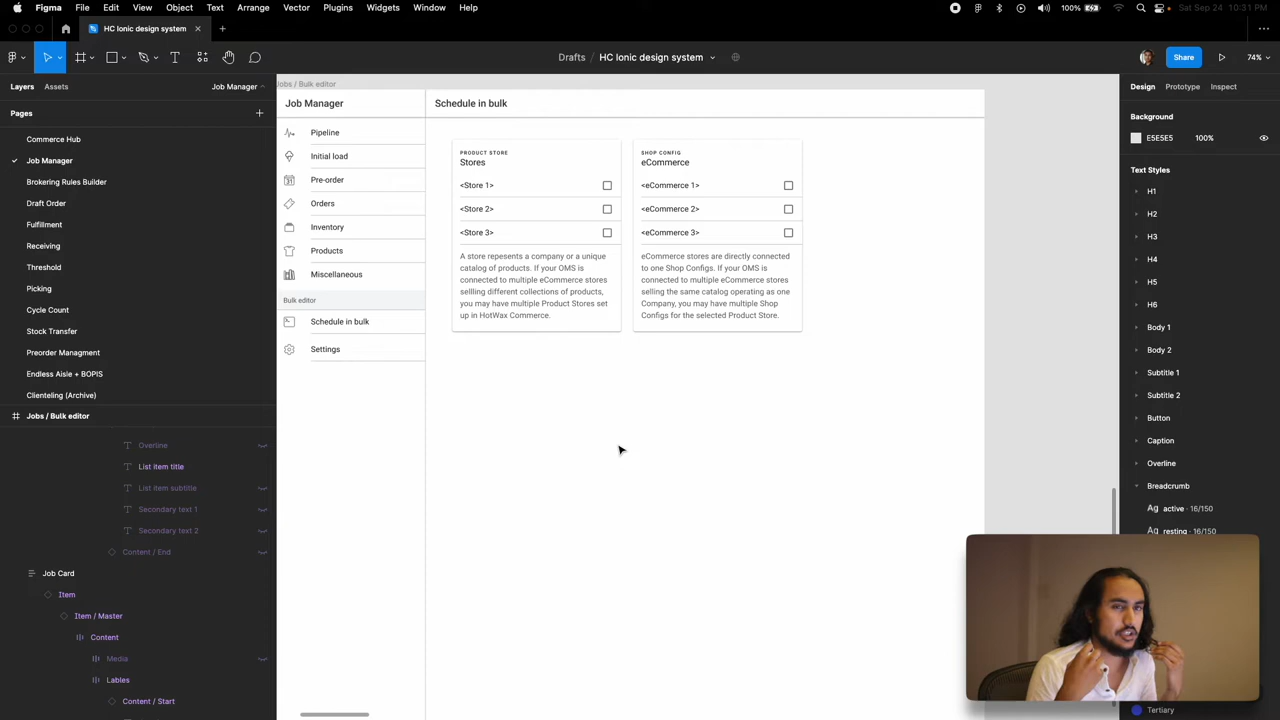 Figma File Edit View Object Text Arrange Vector Plugins Widgets Window Help
100% Sat Sep 24 10:31 PM
HC Ionic design system
Drafts / HC Ionic design system
Share
74%
Layers Assets Job Manager
Pages
Commerce Hub
Job Manager
Brokering Rules Builder
Draft Order
Fulfillment
Receiving
Threshold
Picking
Cycle Count
Stock Transfer
Preorder Managment
Endless Aisle + BOPIS
Clienteling (Archive)
Jobs / Bulk editor
Overline
List item title
List item subtitle
Secondary text 1
Secondary text 2
Content / End
Job Card
Item
Item / Master
Content
Media
Lables
Content / Start
Jobs / Bulk editor
Job Manager
Pipeline
Initial load
Pre-order
Orders
Inventory
Products
Miscellaneous
Bulk editor
Schedule in bulk
Settings
Schedule in bulk
PRODUCT STORE
Stores
<Store 1>
<Store 2>
<Store 3>
A store repesents a company or a unique
catalog of products. If your OMS is
connected to multiple eCommerce stores
sellling different collections of products,
you may have multiple Product Stores set
up in HotWax Commerce.
SHOP CONFIG
eCommerce
<eCommerce 1>
<eCommerce 2>
<eCommerce 3>
eCommerce stores are directly connected
to one Shop Configs. If your OMS is
connected to multiple eCommerce stores
selling the same catalog operating as one
Company, you may have multiple Shop
Configs for the selected Product Store.
Design Prototype Inspect
Background
E5E5E5 100%
Text Styles
H1
H2
H3
H4
H5
H6
Body 1
Body 2
Subtitle 1
Subtitle 2
Button
Caption
Overline
Breadcrumb
Ag active · 16/150
Ag resting · 16/150
Tertiary